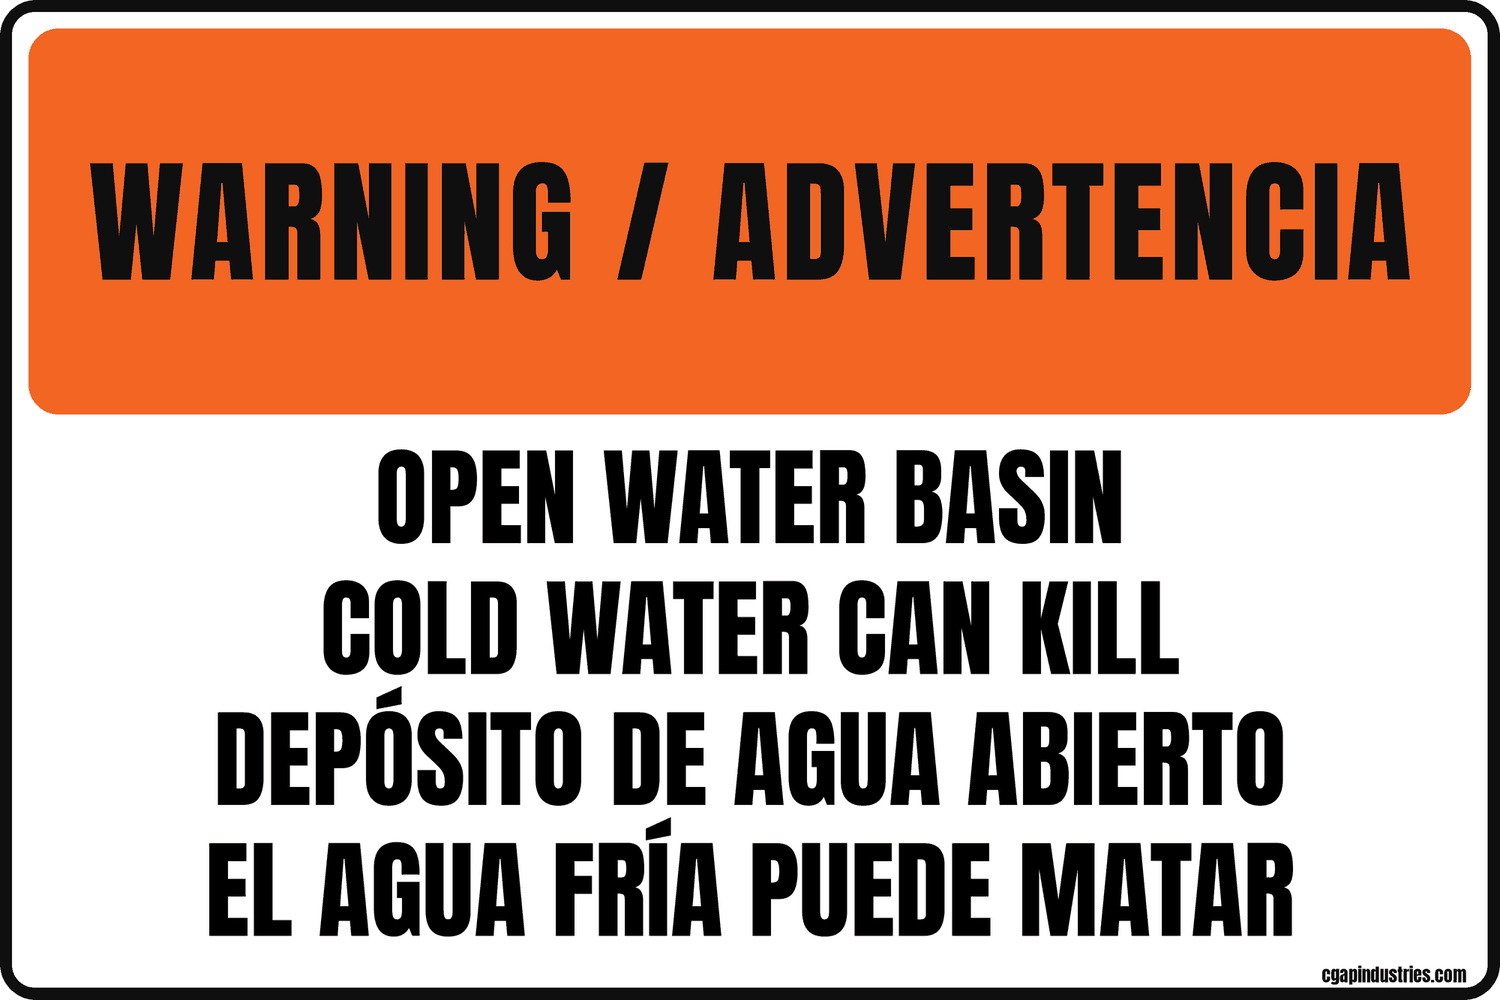 WARNING / ADVERTENCIA
OPEN WATER BASIN
COLD WATER CAN KILL
DEPÓSITO DE AGUA ABIERTO
EL AGUA FRÍA PUEDE MATAR
cgapindustries.com